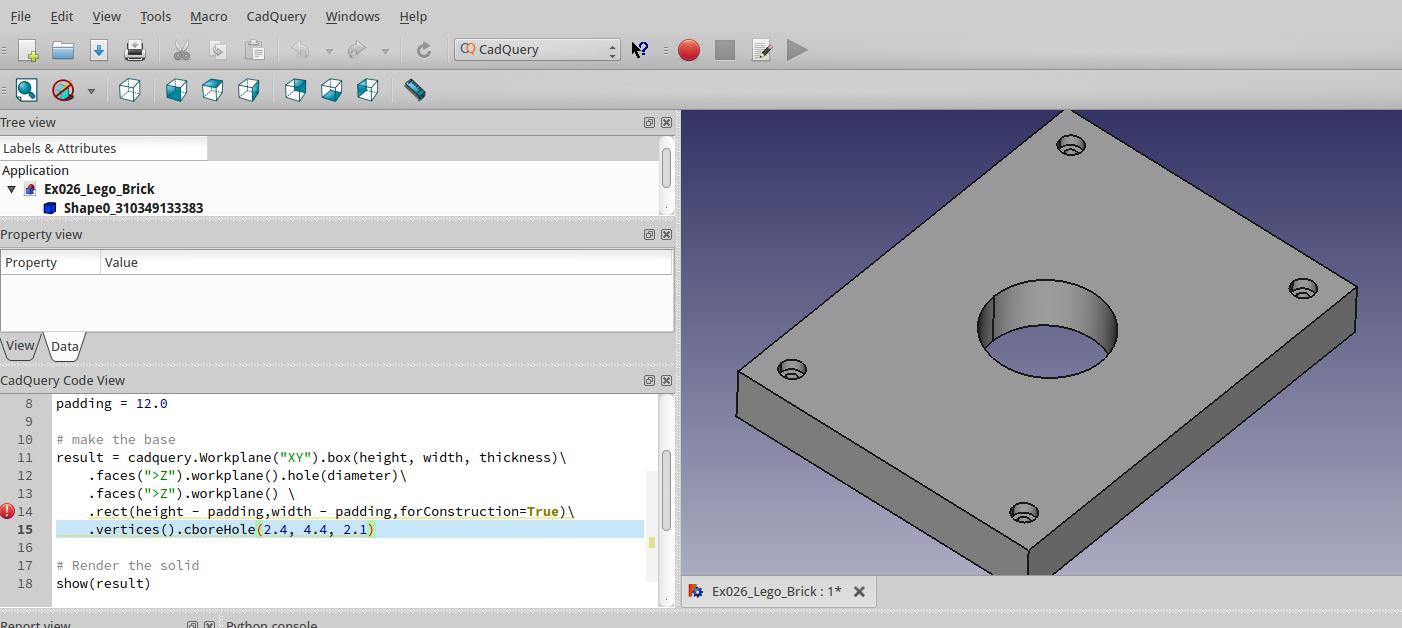 File Edit View Tools Macro CadQuery Windows Help
CadQuery
Tree view
Labels & Attributes
Application
Ex026_Lego_Brick
Shape0_310349133383
Property view
Property Value
View Data
CadQuery Code View
8 padding = 12.0
9
10 # make the base
11 result = cadquery.Workplane("XY").box(height, width, thickness)\
12 .faces(">Z").workplane().hole(diameter)\
13 .faces(">Z").workplane() \
14 .rect(height - padding,width - padding,forConstruction=True)\
15 .vertices().cboreHole(2.4, 4.4, 2.1)
16
17 # Render the solid
18 show(result)
Ex026_Lego_Brick : 1*
Report view Python console